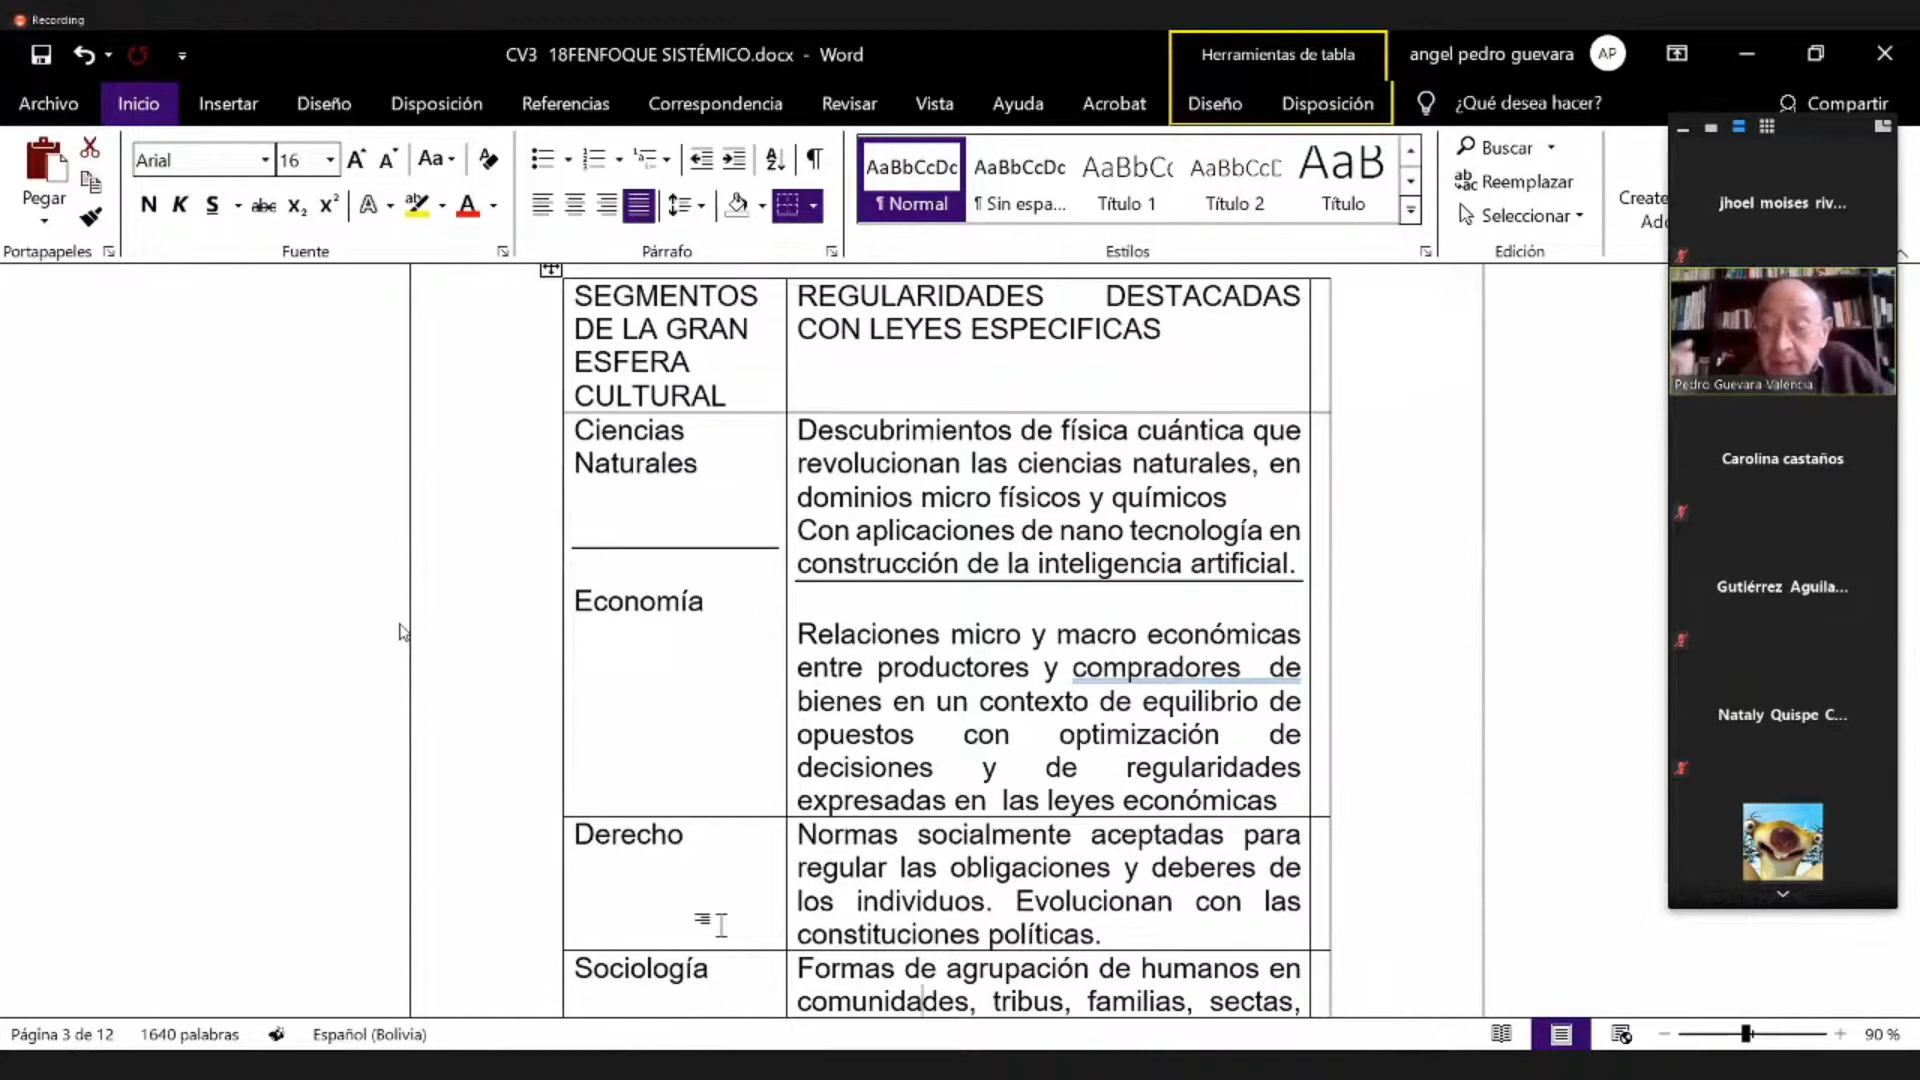 Recording
CV3 18FENFOQUE SISTÉMICO.docx - Word
Herramientas de tabla
angel pedro guevara
AP
Archivo
Inicio
Insertar
Diseño
Disposición
Referencias
Correspondencia
Revisar
Vista
Ayuda
Acrobat
Diseño
Disposición
¿Qué desea hacer?
Compartir
Pegar
Portapapeles
Arial
16
Aa
N K S abc X₂ X²
Fuente
Párrafo
AaBbCcDc
¶ Normal
AaBbCcDc
¶ Sin espa...
AaBbCc
Título 1
AaBbCcD
Título 2
AaB
Título
Estilos
Buscar
Reemplazar
Seleccionar
Edición
Create
SEGMENTOS
DE LA GRAN
ESFERA
CULTURAL
REGULARIDADES DESTACADAS
CON LEYES ESPECIFICAS
Ciencias
Naturales
Descubrimientos de física cuántica que
revolucionan las ciencias naturales, en
dominios micro físicos y químicos
Con aplicaciones de nano tecnología en
construcción de la inteligencia artificial.
Economía
Relaciones micro y macro económicas
entre productores y compradores de
bienes en un contexto de equilibrio de
opuestos con optimización de
decisiones y de regularidades
expresadas en las leyes económicas
Derecho
Normas socialmente aceptadas para
regular las obligaciones y deberes de
los individuos. Evolucionan con las
constituciones políticas.
Sociología
Formas de agrupación de humanos en
comunidades, tribus, familias, sectas,
jhoel moises riv...
Pedro Guevara Valencia
Carolina castaños
Gutiérrez Aguila...
Nataly Quispe C...
Página 3 de 12
1640 palabras
Español (Bolivia)
90 %